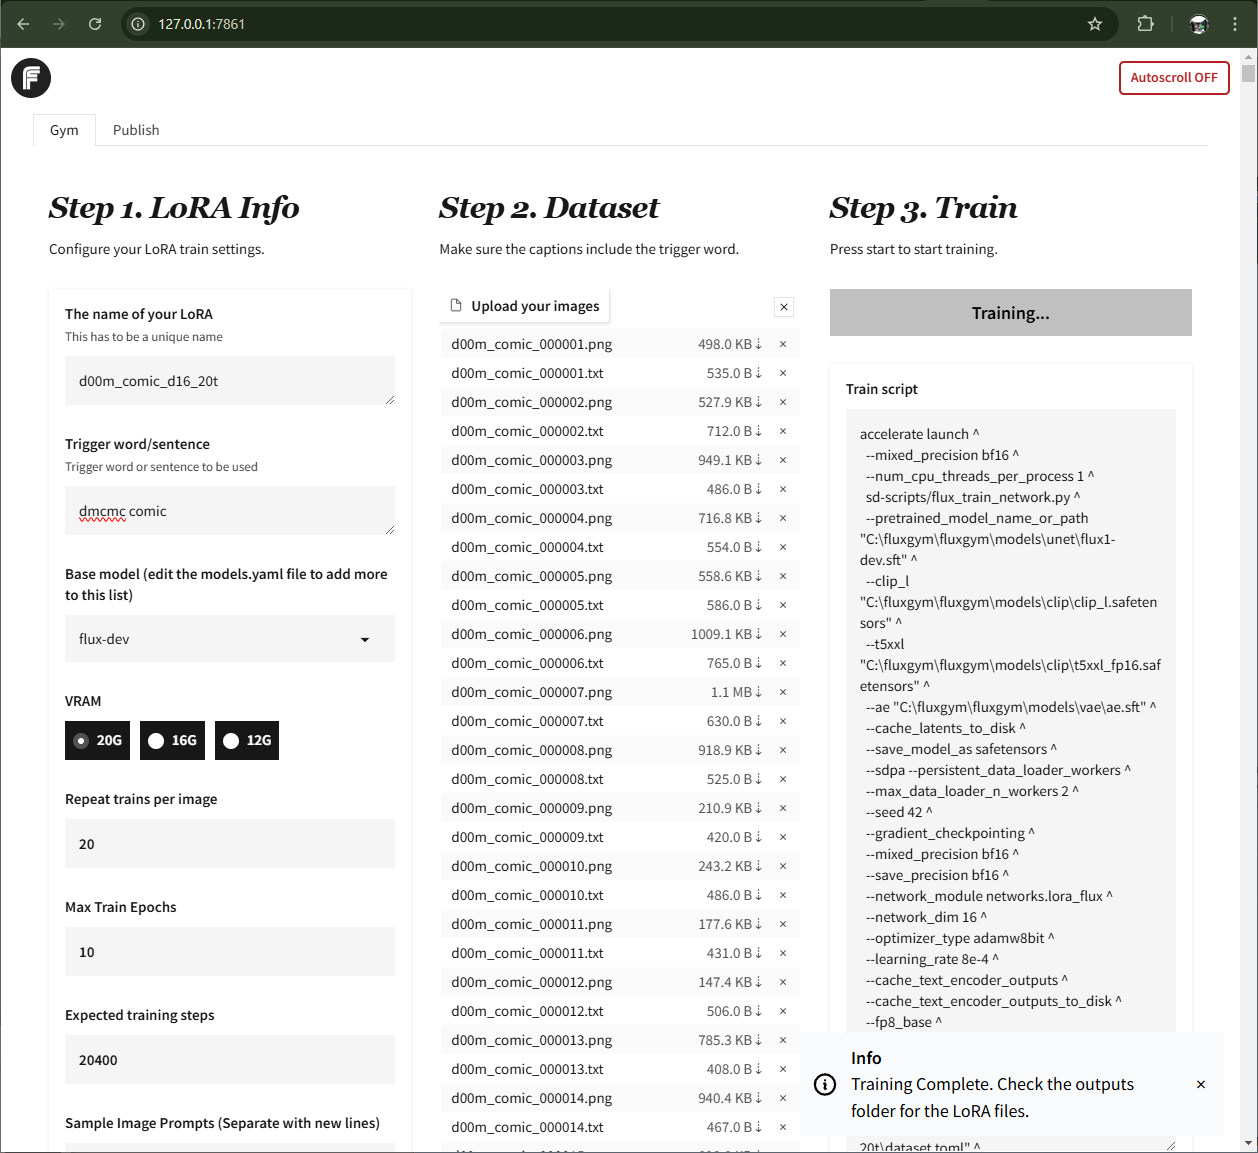 127.0.0.1:7861
Autoscroll OFF
Gym
Publish
Step 1. LoRA Info
Configure your LoRA train settings.
The name of your LoRA
This has to be a unique name
d00m_comic_d16_20t
Trigger word/sentence
Trigger word or sentence to be used
dmcmc comic
Base model (edit the models.yaml file to add more
to this list)
flux-dev
VRAM
20G
16G
12G
Repeat trains per image
20
Max Train Epochs
10
Expected training steps
20400
Sample Image Prompts (Separate with new lines)
Step 2. Dataset
Make sure the captions include the trigger word.
Upload your images
d00m_comic_000001.png 498.0 KB⇣ ×
d00m_comic_000001.txt 535.0 B⇣ ×
d00m_comic_000002.png 527.9 KB⇣ ×
d00m_comic_000002.txt 712.0 B⇣ ×
d00m_comic_000003.png 949.1 KB⇣ ×
d00m_comic_000003.txt 486.0 B⇣ ×
d00m_comic_000004.png 716.8 KB⇣ ×
d00m_comic_000004.txt 554.0 B⇣ ×
d00m_comic_000005.png 558.6 KB⇣ ×
d00m_comic_000005.txt 586.0 B⇣ ×
d00m_comic_000006.png 1009.1 KB⇣ ×
d00m_comic_000006.txt 765.0 B⇣ ×
d00m_comic_000007.png 1.1 MB⇣ ×
d00m_comic_000007.txt 630.0 B⇣ ×
d00m_comic_000008.png 918.9 KB⇣ ×
d00m_comic_000008.txt 525.0 B⇣ ×
d00m_comic_000009.png 210.9 KB⇣ ×
d00m_comic_000009.txt 420.0 B⇣ ×
d00m_comic_000010.png 243.2 KB⇣ ×
d00m_comic_000010.txt 486.0 B⇣ ×
d00m_comic_000011.png 177.6 KB⇣ ×
d00m_comic_000011.txt 431.0 B⇣ ×
d00m_comic_000012.png 147.4 KB⇣ ×
d00m_comic_000012.txt 506.0 B⇣ ×
d00m_comic_000013.png 785.3 KB⇣ ×
d00m_comic_000013.txt 408.0 B⇣ ×
d00m_comic_000014.png 940.4 KB⇣ ×
d00m_comic_000014.txt 467.0 B⇣ ×
Step 3. Train
Press start to start training.
Training...
Train script
accelerate launch ^
--mixed_precision bf16 ^
--num_cpu_threads_per_process 1 ^
sd-scripts/flux_train_network.py ^
--pretrained_model_name_or_path
"C:\fluxgym\fluxgym\models\unet\flux1-
dev.sft" ^
--clip_l
"C:\fluxgym\fluxgym\models\clip\clip_l.safeten
sors" ^
--t5xxl
"C:\fluxgym\fluxgym\models\clip\t5xxl_fp16.saf
etensors" ^
--ae "C:\fluxgym\fluxgym\models\vae\ae.sft" ^
--cache_latents_to_disk ^
--save_model_as safetensors ^
--sdpa --persistent_data_loader_workers ^
--max_data_loader_n_workers 2 ^
--seed 42 ^
--gradient_checkpointing ^
--mixed_precision bf16 ^
--save_precision bf16 ^
--network_module networks.lora_flux ^
--network_dim 16 ^
--optimizer_type adamw8bit ^
--learning_rate 8e-4 ^
--cache_text_encoder_outputs ^
--cache_text_encoder_outputs_to_disk ^
--fp8_base ^
Info
Training Complete. Check the outputs
folder for the LoRA files.
20t\dataset.toml" ^